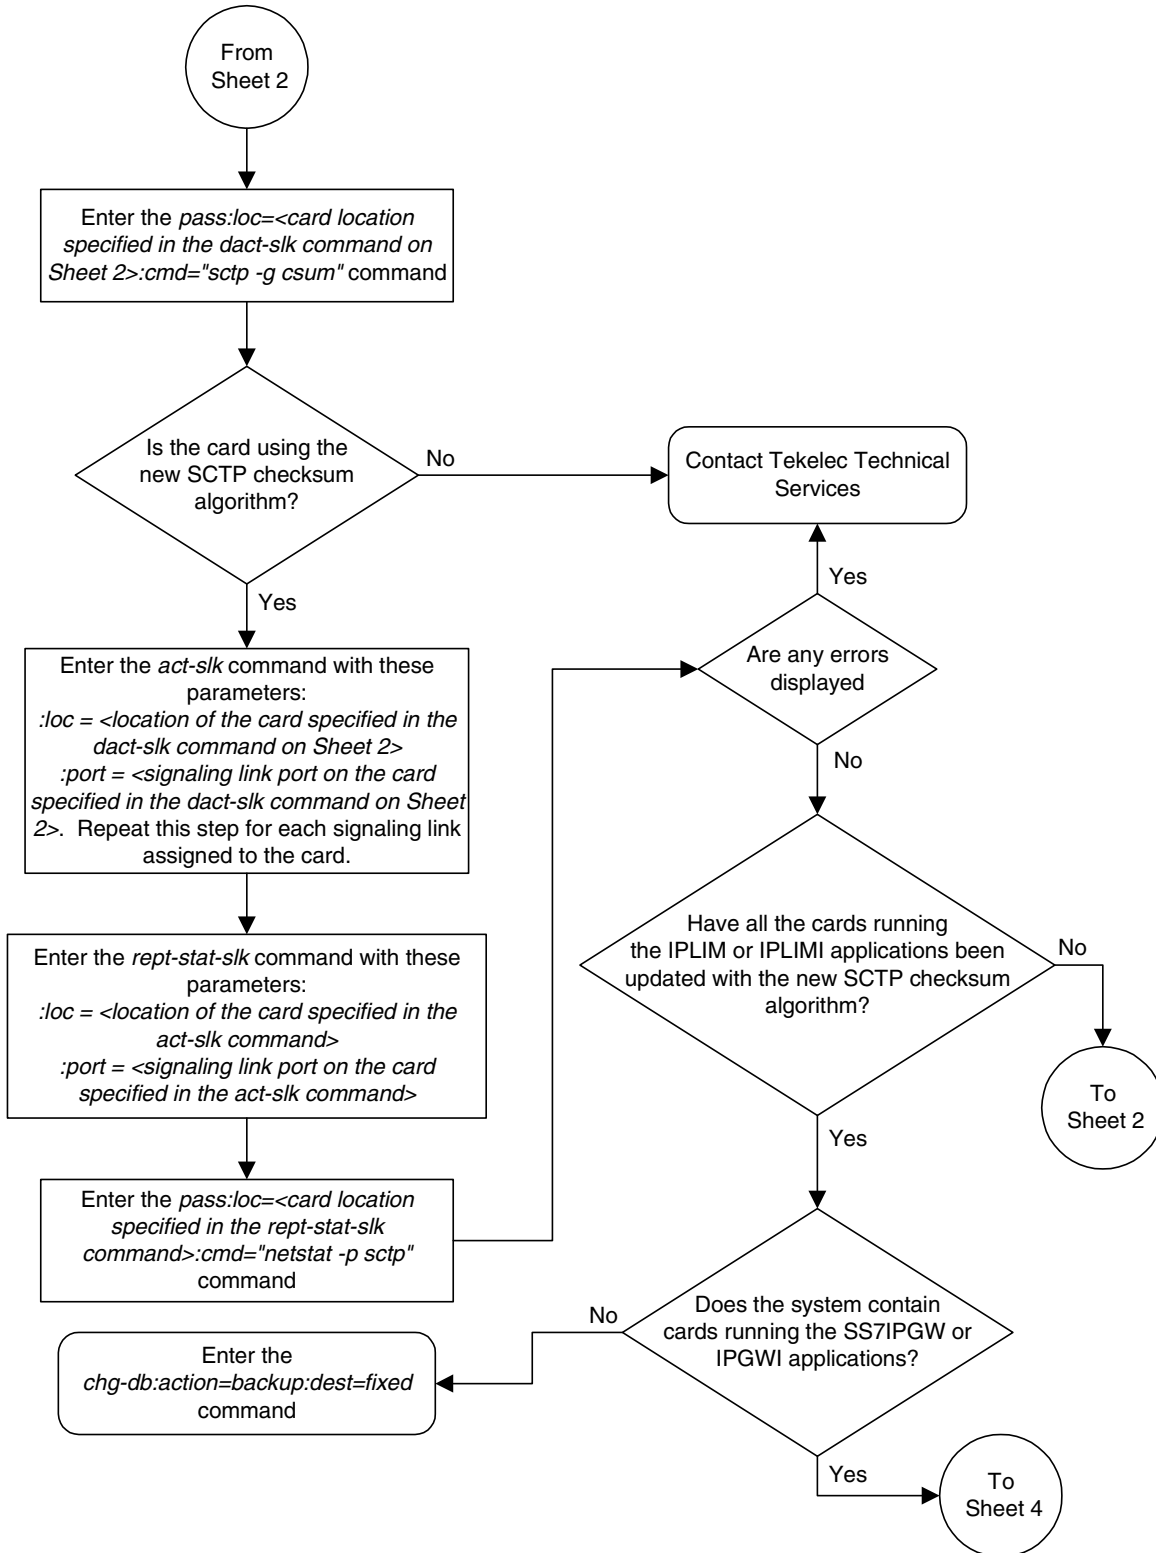 From
Sheet 2
Enter the pass:loc=<card location
specified in the dact-slk command on
Sheet 2>:cmd="sctp -g csum" command
Is the card using the
new SCTP checksum
algorithm?
No
Contact Tekelec Technical
Services
Yes
Yes
Are any errors
displayed
No
Enter the act-slk command with these
parameters:
:loc = <location of the card specified in the
dact-slk command on Sheet 2>
:port = <signaling link port on the card
specified in the dact-slk command on Sheet
2>.  Repeat this step for each signaling link
assigned to the card.
Have all the cards running
the IPLIM or IPLIMI applications been
updated with the new SCTP checksum
algorithm?
No
To
Sheet 2
Yes
Enter the rept-stat-slk command with these
parameters:
:loc = <location of the card specified in the
act-slk command>
:port = <signaling link port on the card
specified in the act-slk command>
Enter the pass:loc=<card location
specified in the rept-stat-slk
command>:cmd="netstat -p sctp"
command
Does the system contain
cards running the SS7IPGW or
IPGWI applications?
No
Enter the
chg-db:action=backup:dest=fixed
command
Yes
To
Sheet 4